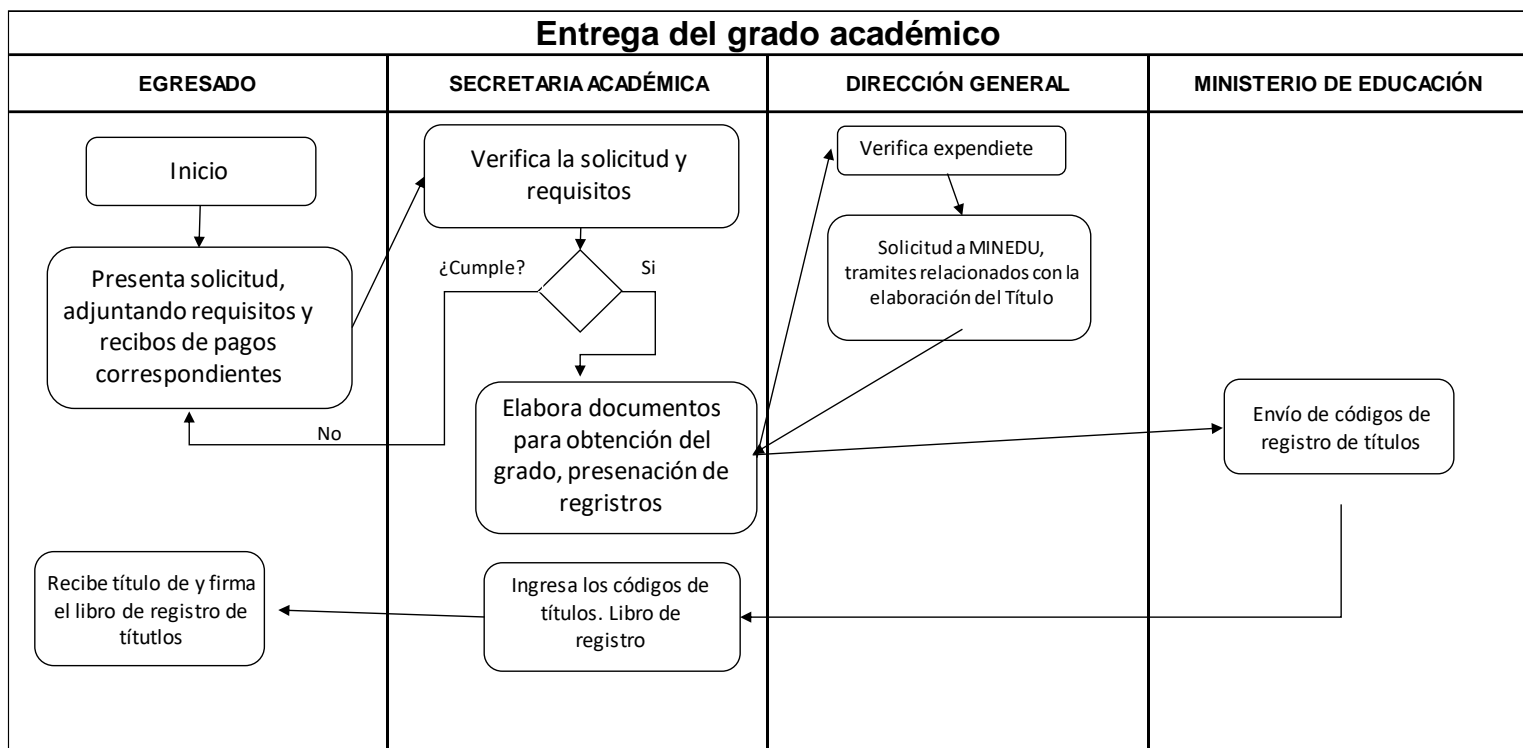 Entrega del grado académico
EGRESADO
SECRETARIA ACADÉMICA
DIRECCIÓN GENERAL
MINISTERIO DE EDUCACIÓN
Inicio
Presenta solicitud,
adjuntando requisitos y
recibos de pagos
correspondientes
Verifica la solicitud y
requisitos
¿Cumple?
Si
No
Elabora documentos
para obtención del
grado, presenación de
regristros
Verifica expendiete
Solicitud a MINEDU,
tramites relacionados con la
elaboración del Título
Envío de códigos de
registro de títulos
Ingresa los códigos de
títulos. Libro de
registro
Recibe título de y firma
el libro de registro de
títutlos